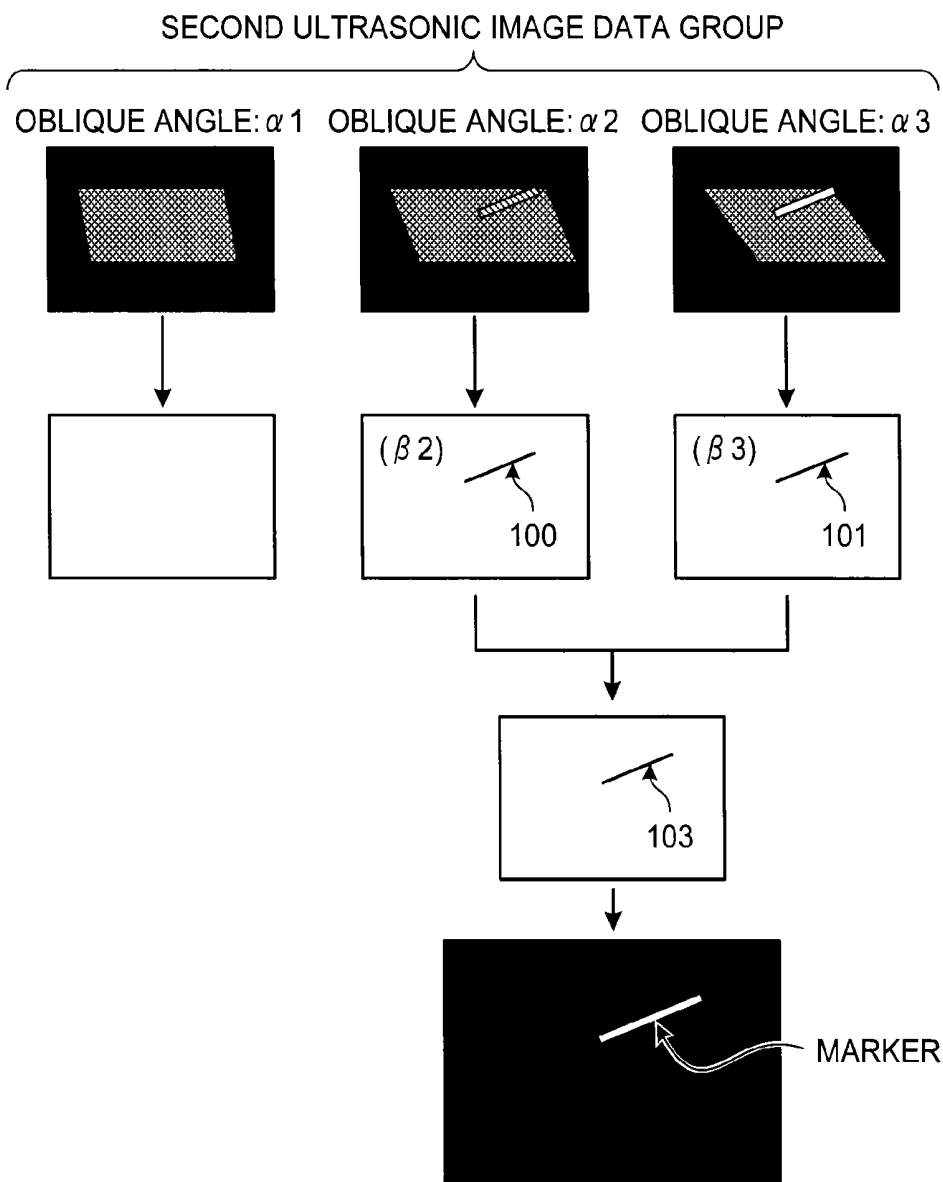 SECOND ULTRASONIC IMAGE DATA GROUP
OBLIQUE ANGLE: α1 OBLIQUE ANGLE: α2 OBLIQUE ANGLE: α3
(β2) (β3)
100 101
103
MARKER